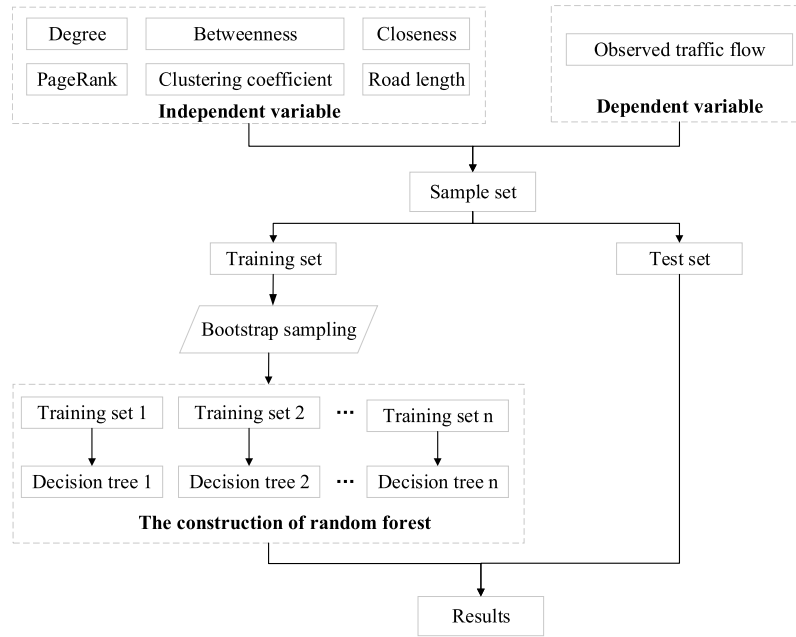 Degree
Betweenness
Closeness
PageRank
Clustering coefficient
Road length
Independent variable
Observed traffic flow
Dependent variable
Sample set
Training set
Test set
Bootstrap sampling
Training set 1
Training set 2
...
Training set n
Decision tree 1
Decision tree 2
...
Decision tree n
The construction of random forest
Results